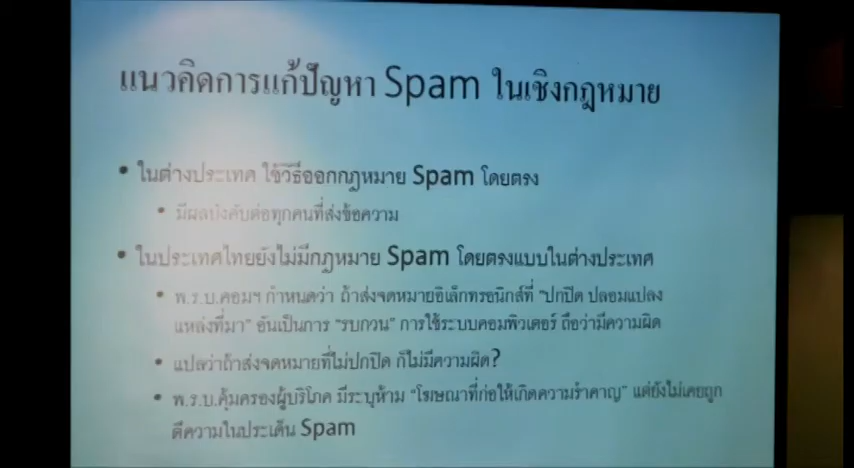 แนวคิดการแก้ปัญหา Spam ในเชิงกฎหมาย
• ในต่างประเทศ ใช้วิธีออกกฎหมาย Spam โดยตรง
• มีผลบังคับต่อทุกคนที่ส่งข้อความ
• ในประเทศไทยยังไม่มีกฎหมาย Spam โดยตรงแบบในต่างประเทศ
• พ.ร.บ.คอมฯ กำหนดว่า ถ้าส่งจดหมายอิเล็กทรอนิกส์ที่ "ปกปิด ปลอมแปลง
แหล่งที่มา" อันเป็นการ "รบกวน" การใช้ระบบคอมพิวเตอร์ ถือว่ามีความผิด
• แปลว่าถ้าส่งจดหมายที่ไม่ปกปิด ก็ไม่มีความผิด?
• พ.ร.บ.คุ้มครองผู้บริโภค มีระบุห้าม "โฆษณาที่ก่อให้เกิดความรำคาญ" แต่ยังไม่เคยถูก
ตีความในประเด็น Spam